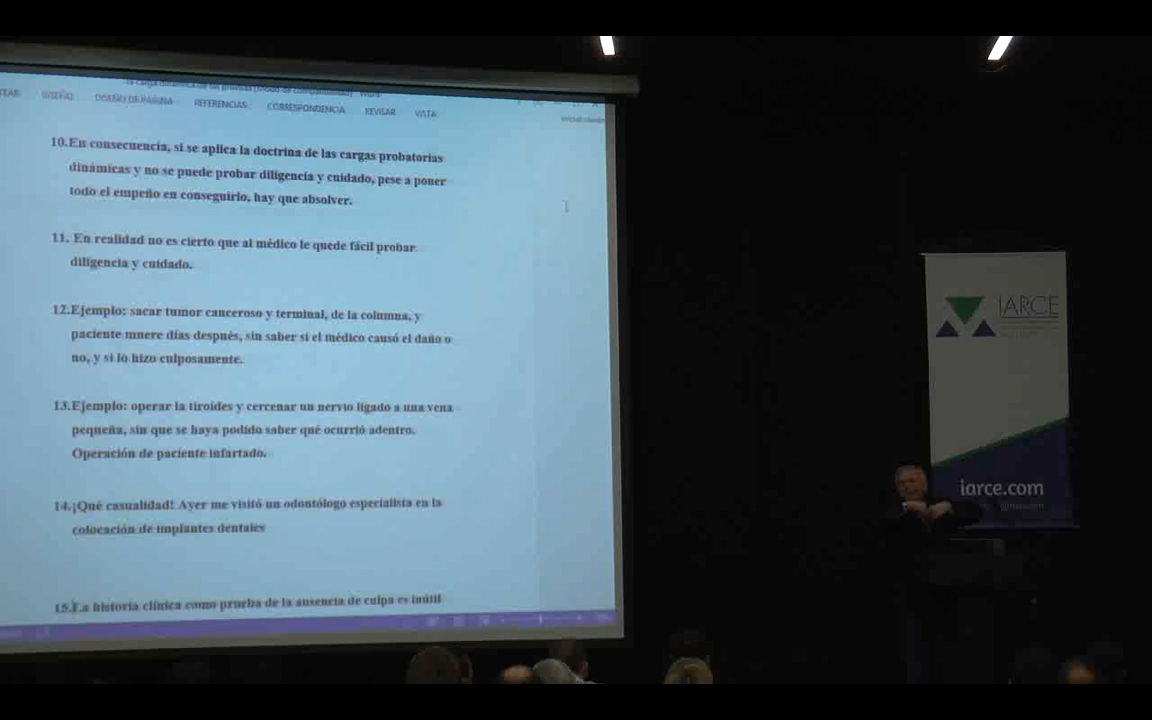 DISEÑO
DISEÑO DE PÁGINA
REFERENCIAS
CORRESPONDENCIA
REVISAR
VISTA
10.En consecuencia, si se aplica la doctrina de las cargas probatorias
dinámicas y no se puede probar diligencia y cuidado, pese a poner
todo el empeño en conseguirlo, hay que absolver.
11. En realidad no es cierto que al médico le quede fácil probar
diligencia y cuidado.
12.Ejemplo: sacar tumor canceroso y terminal, de la columna, y
paciente muere días después, sin saber si el médico causó el daño o
no, y si lo hizo culposamente.
13.Ejemplo: operar la tiroides y cercenar un nervio ligado a una vena
pequeña, sin que se haya podido saber qué ocurrió adentro.
Operación de paciente infartado.
14.¡Qué casualidad! Ayer me visitó un odontólogo especialista en la
colocación de implantes dentales
15.La historia clínica como prueba de la ausencia de culpa es inútil
IARCE
iarce.com